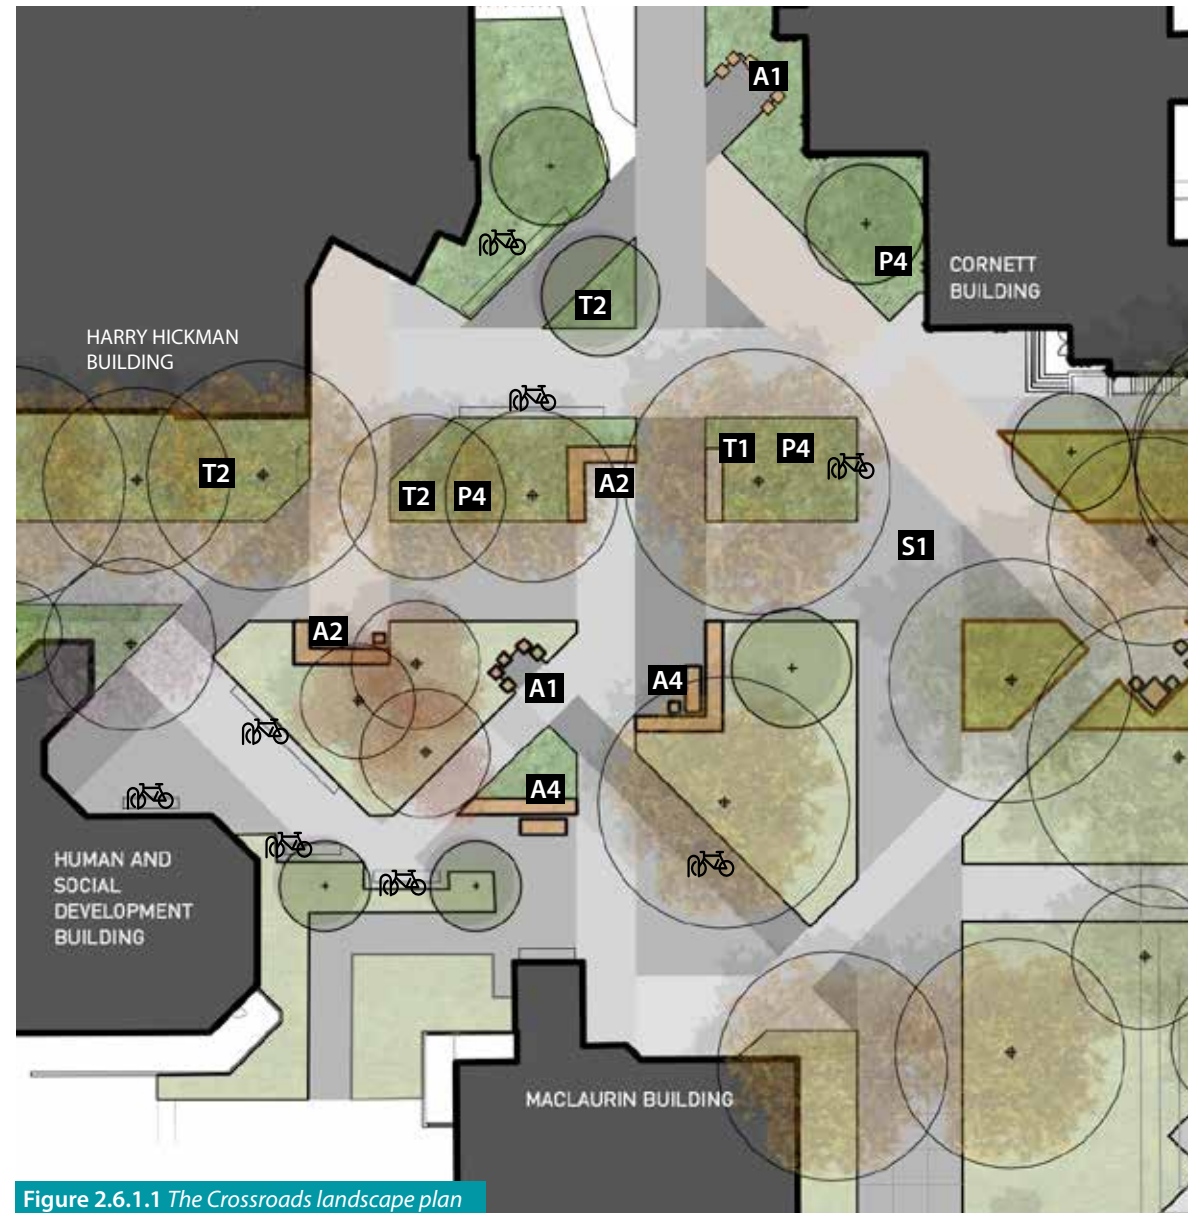 A1
P4
CORNETT
BUILDING
T2
HARRY HICKMAN
BUILDING
T2
T2
P4
A2
T1
P4
S1
A2
A1
A4
A4
HUMAN AND
SOCIAL
DEVELOPMENT
BUILDING
MACLAURIN BUILDING
Figure 2.6.1.1 The Crossroads landscape plan